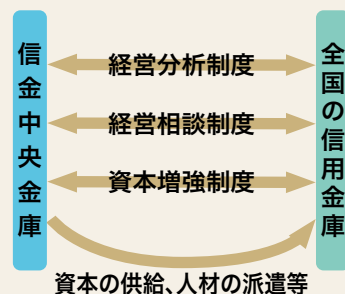 信金中央金庫
経営分析制度
経営相談制度
資本増強制度
全国の信用金庫
資本の供給、人材の派遣等